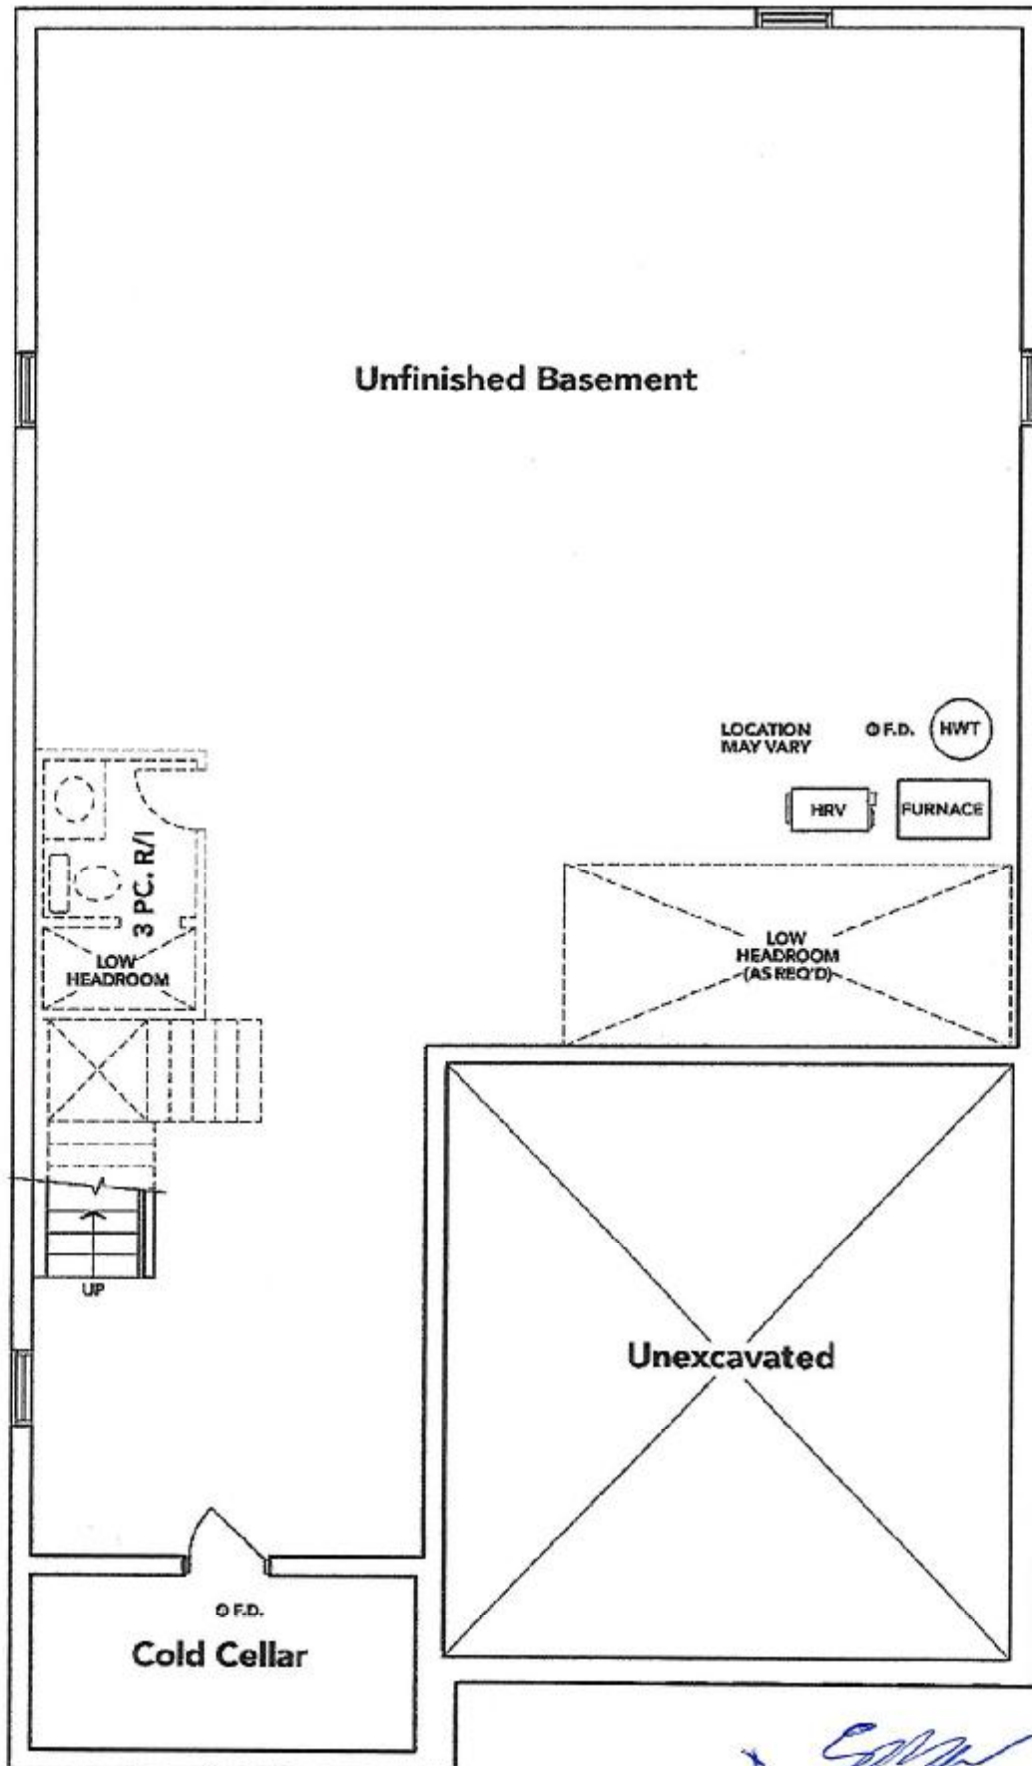 Unfinished Basement
LOCATION
MAY VARY
F.D.
HWT
HRV
FURNACE
3 PC. R/I
LOW
HEADROOM
LOW
HEADROOM
(AS REQ'D)
UP
Unexcavated
F.D.
Cold Cellar